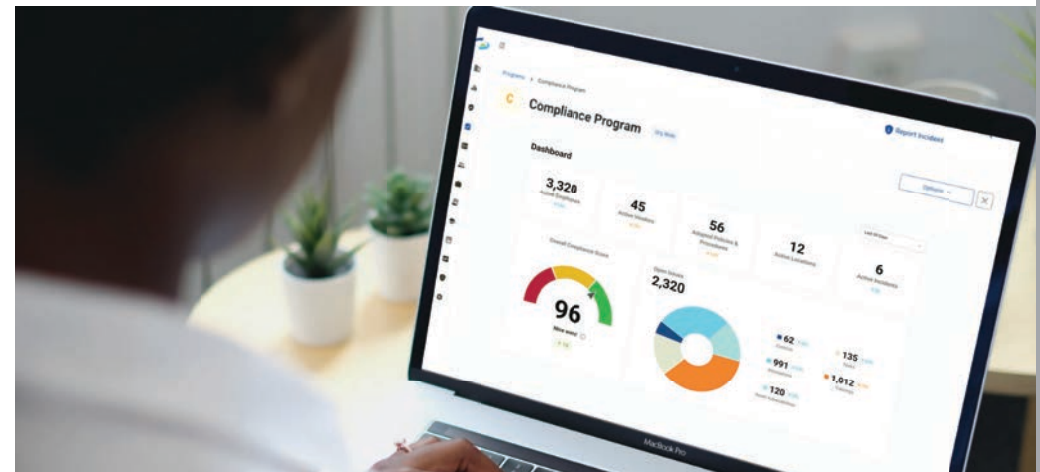 Programs > Compliance Program
Report Incident
C
Compliance Program
Options
Dashboard
3,320
Active Employees
45
Active Vendors
56
Adopted Policies &
Procedures
12
Active Locations
6
Active Incidents
Overall Compliance Score
96
Open Issues
2,320
62
135
991
1,012
120
MacBook Pro